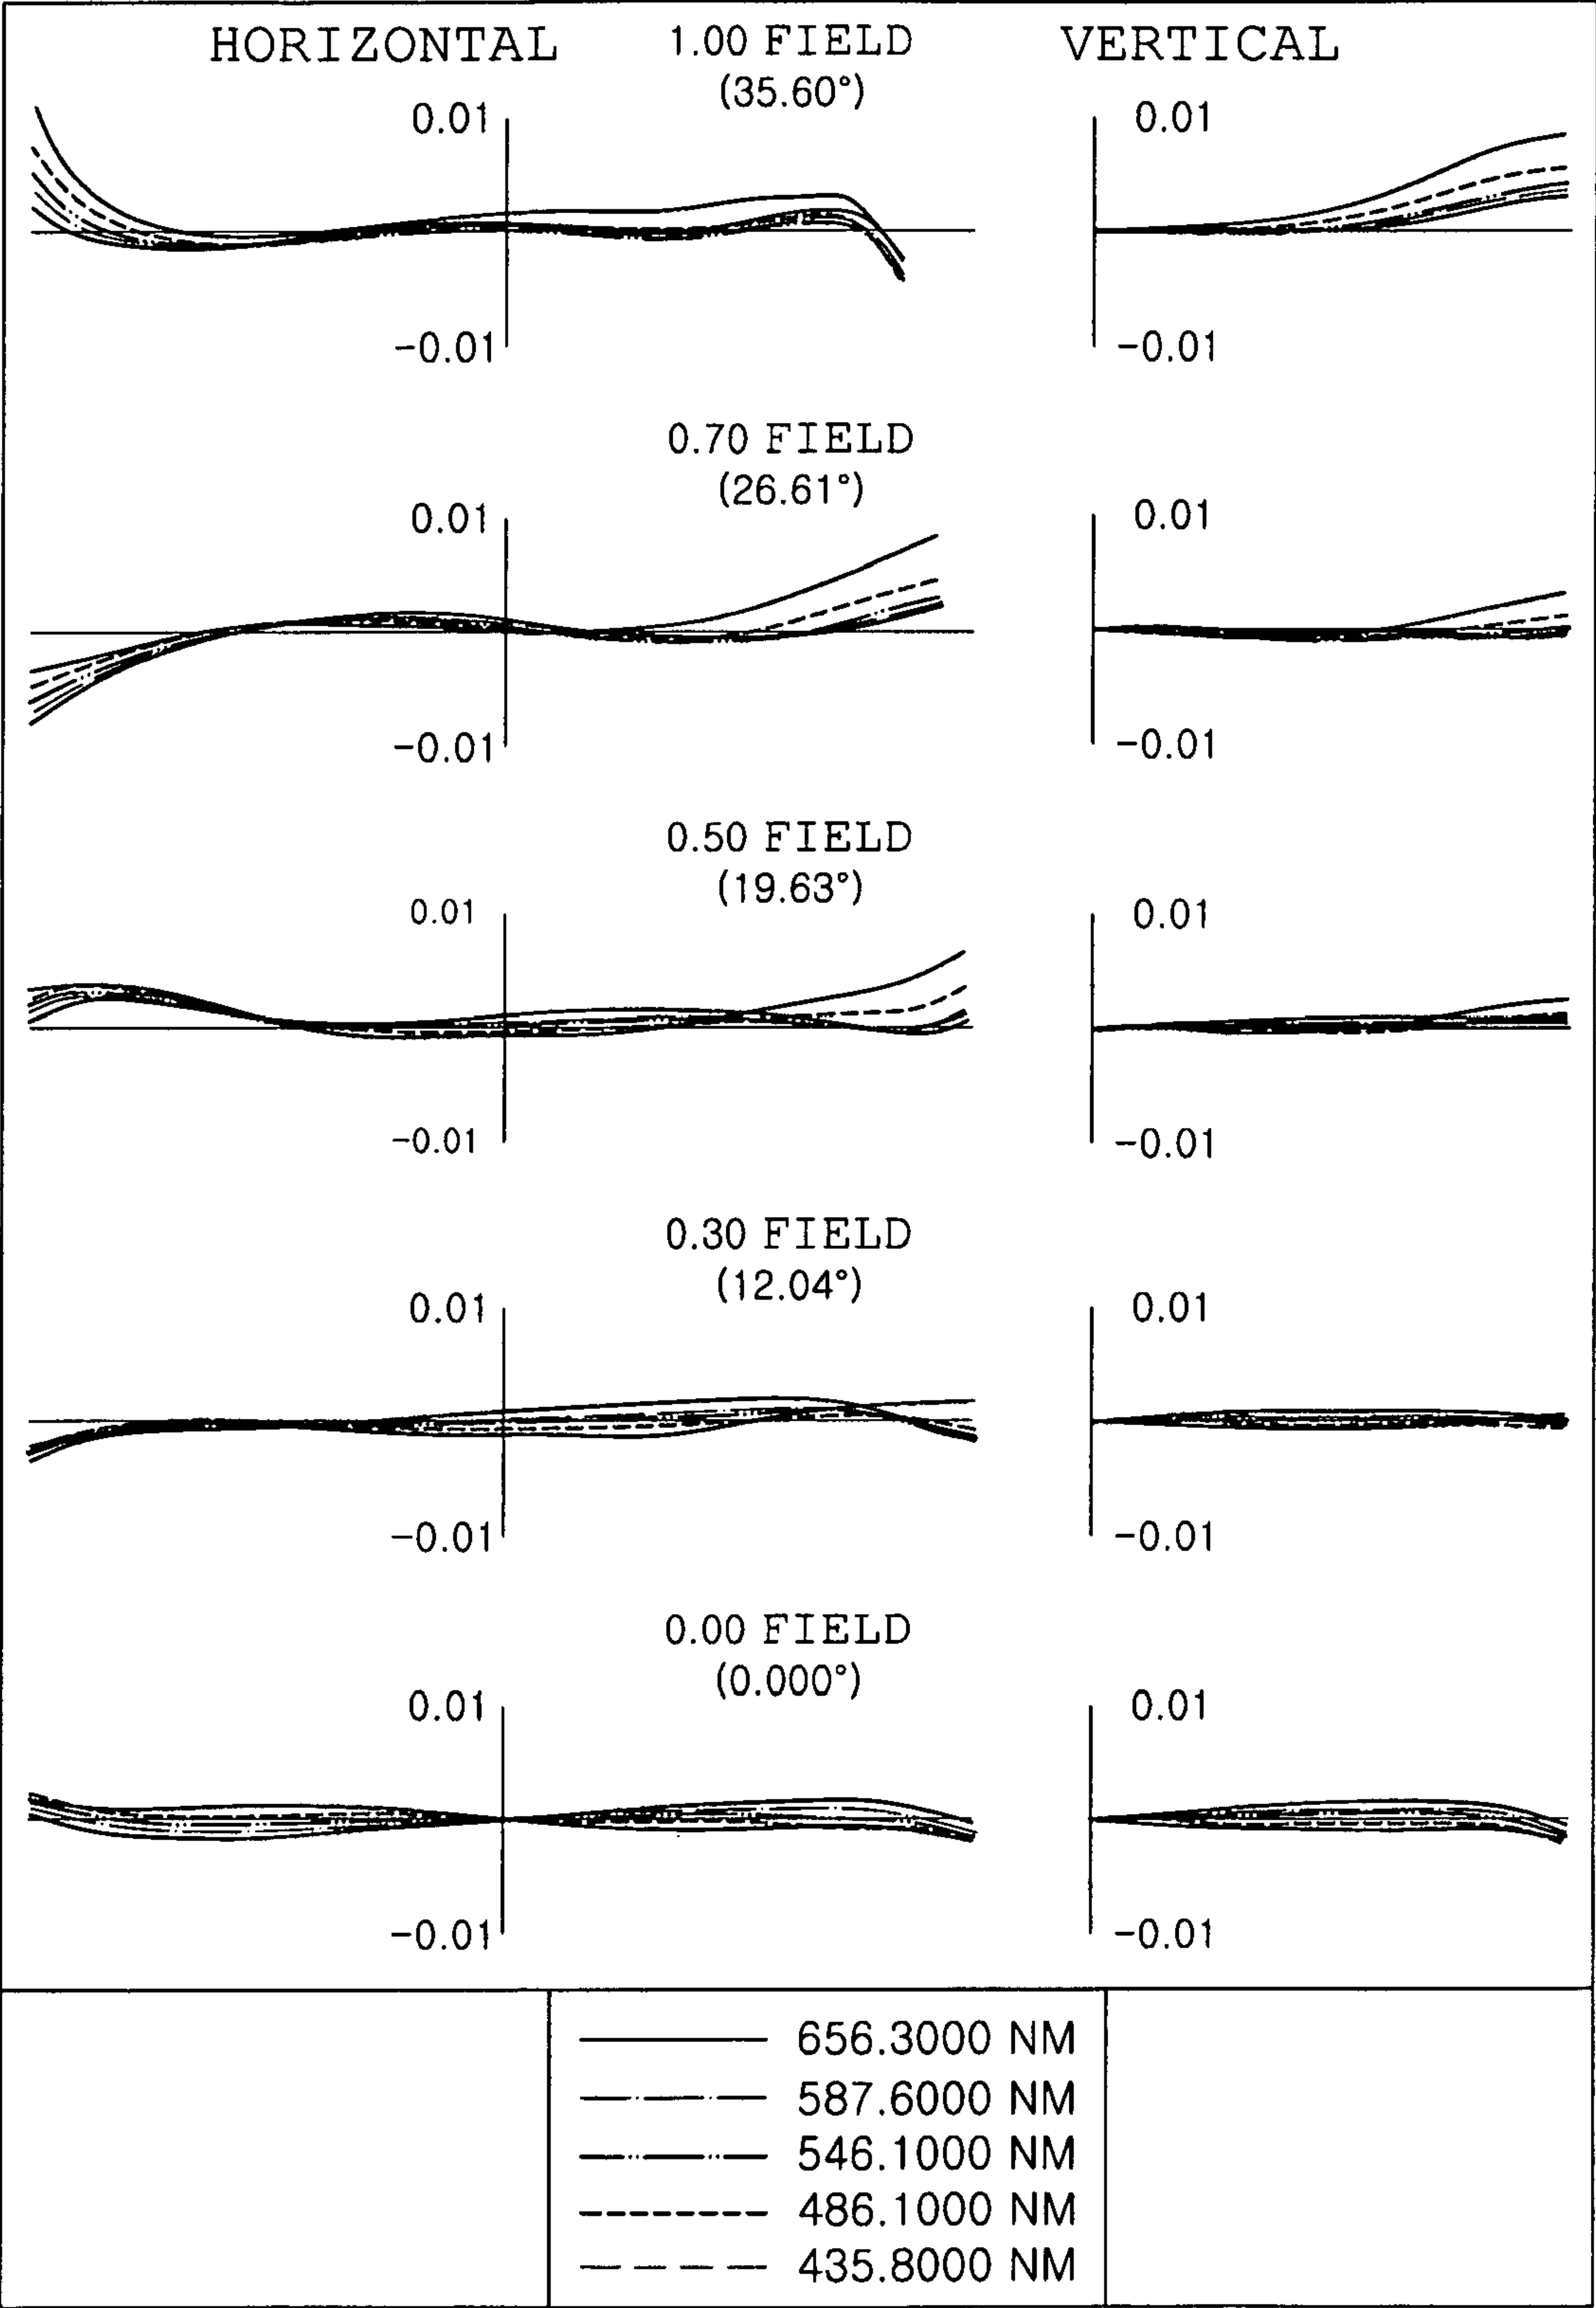 HORIZONTAL 1.00 FIELD VERTICAL
(35.60°)
0.01 0.01
-0.01 -0.01
0.70 FIELD
(26.61°)
0.01 0.01
-0.01 -0.01
0.50 FIELD
(19.63°)
0.01 0.01
-0.01 -0.01
0.30 FIELD
(12.04°)
0.01 0.01
-0.01 -0.01
0.00 FIELD
(0.000°)
0.01 0.01
-0.01 -0.01
656.3000 NM
587.6000 NM
546.1000 NM
486.1000 NM
435.8000 NM